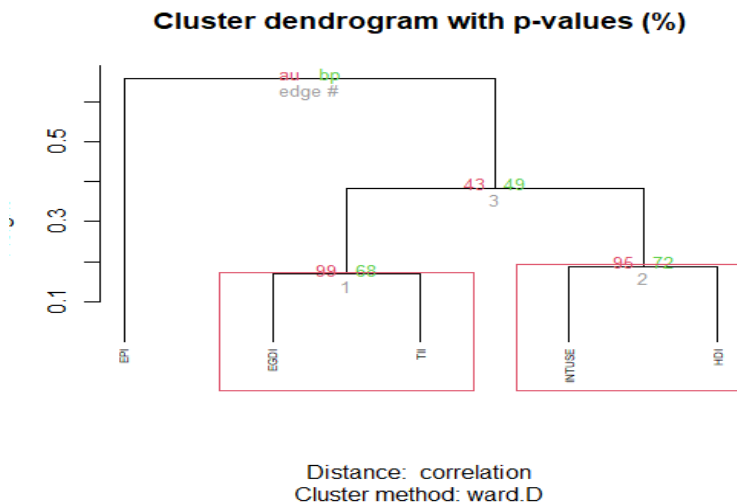 Cluster dendrogram with p-values (%)
au bp
edge #
0.5
43 49
3
0.3
99 68
95 72
1
2
0.1
EPI
EGDI
TII
INTUSE
HDI
Distance: correlation
Cluster method: ward.D